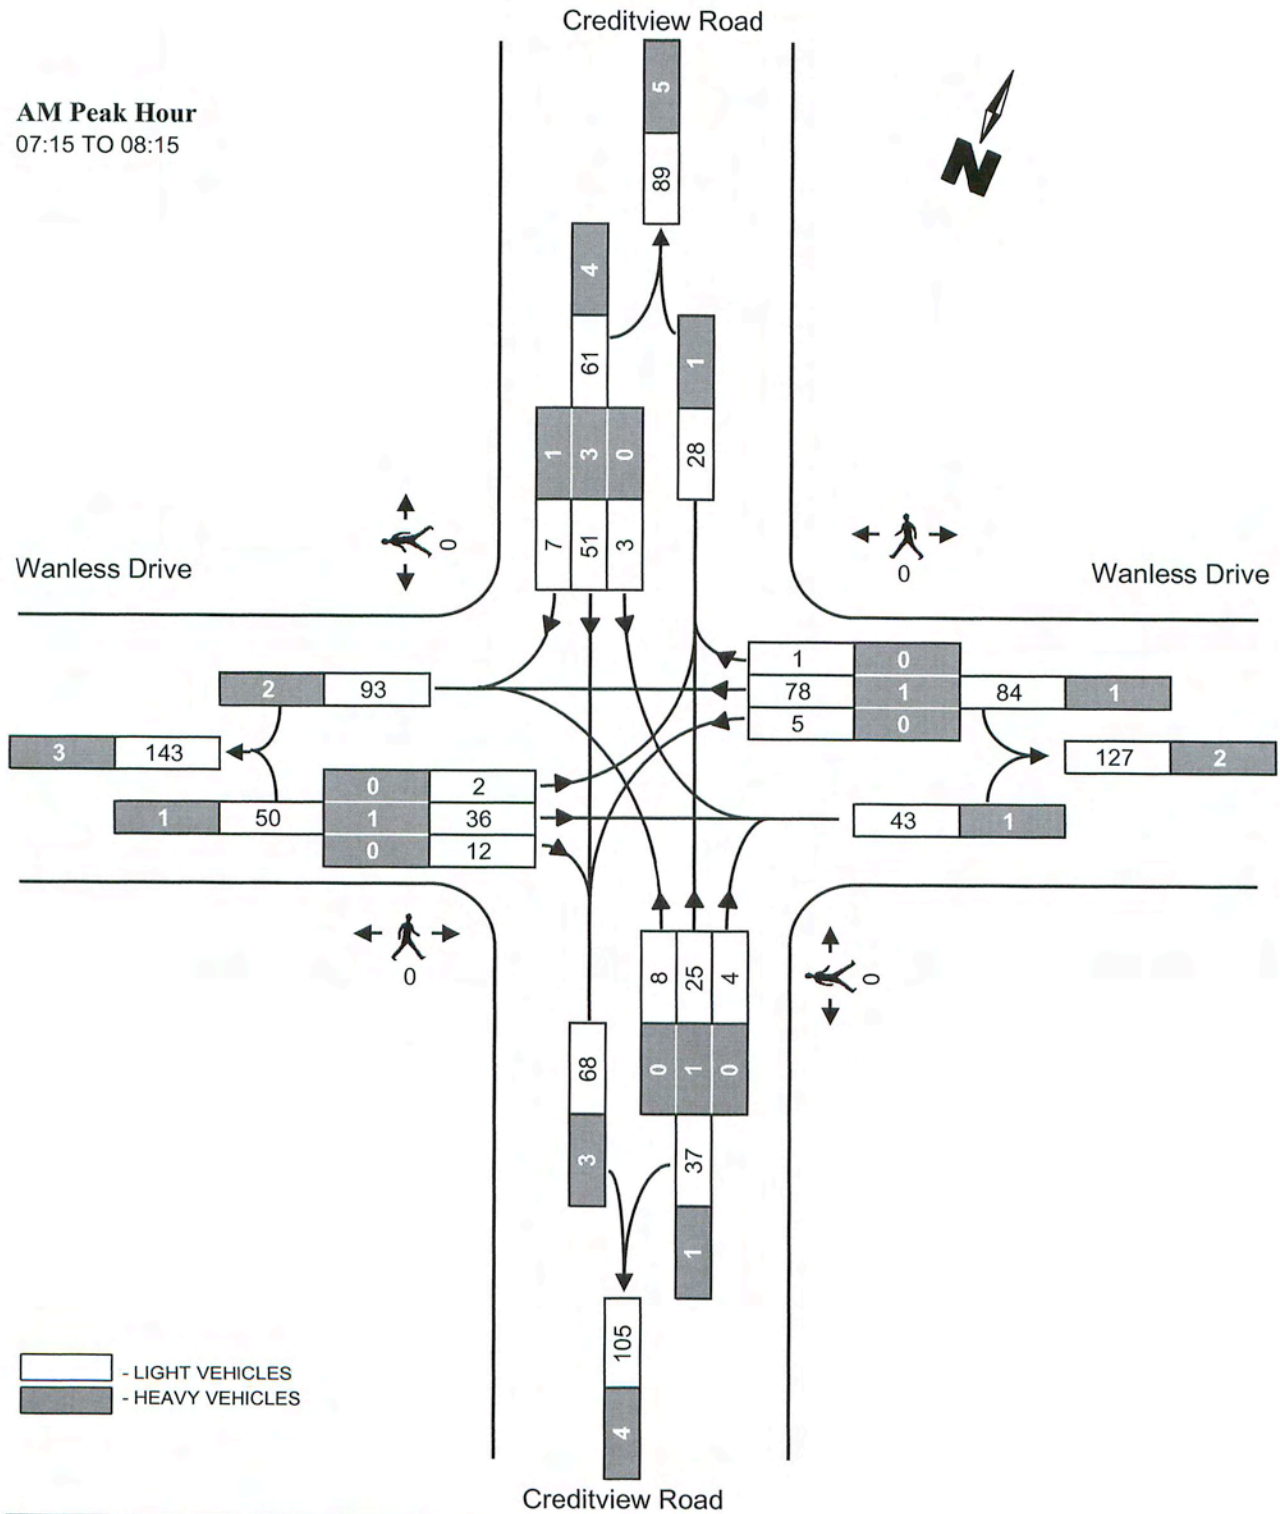 Creditview Road
AM Peak Hour
07:15 TO 08:15
N
5
89
4
61
1
28
1 3 0
7 51 3
0
0
Wanless Drive
Wanless Drive
1 0
2 93
78 1 84 1
5 0
3 143
127 2
0 2
1 50 1 36
43 1
0 12
0
0
8 25 4
0 1 0
68
3
37
1
105
4
- LIGHT VEHICLES
- HEAVY VEHICLES
Creditview Road